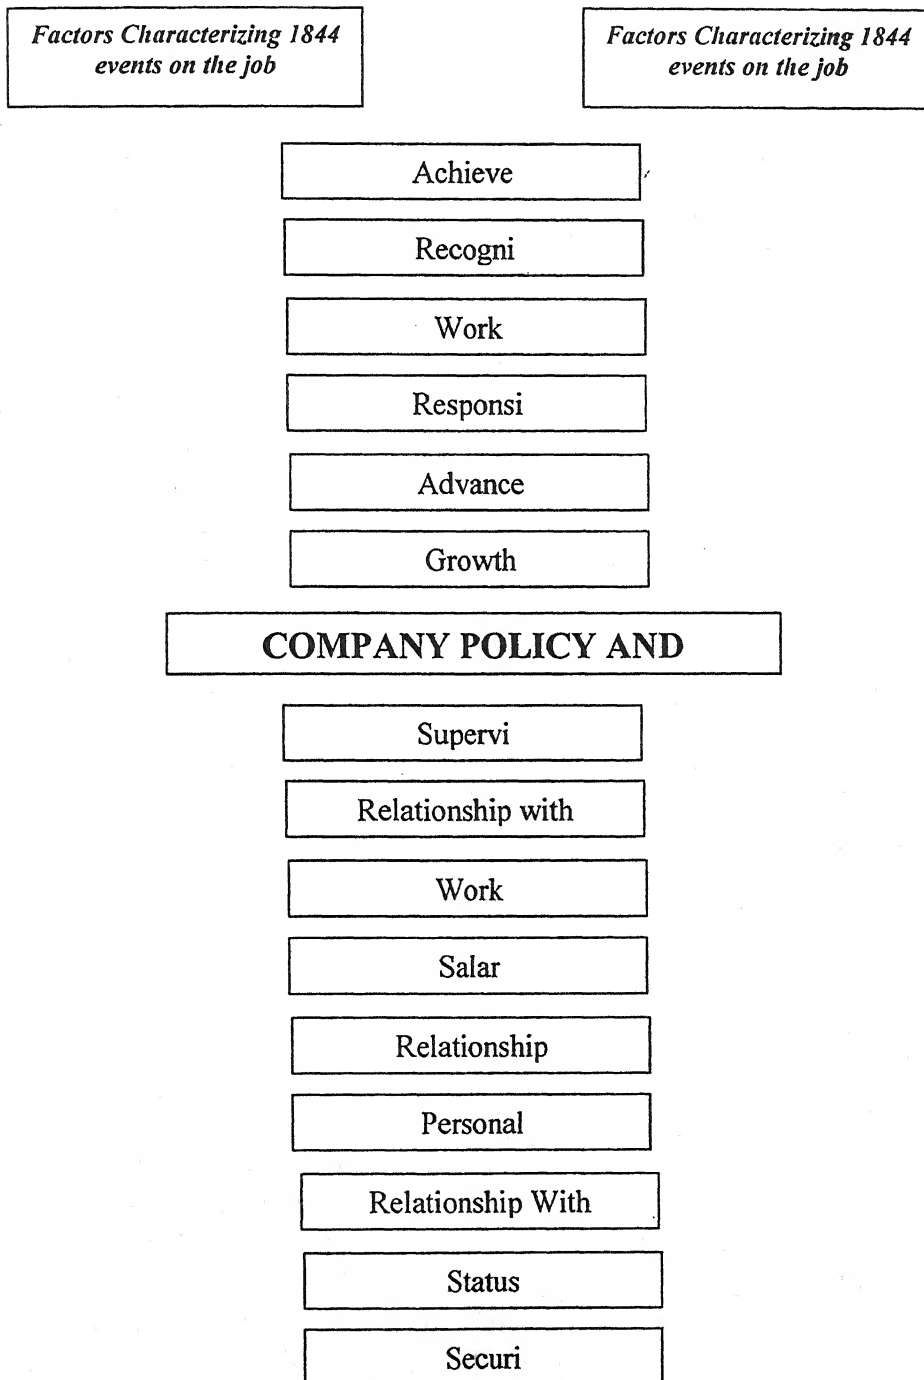 Factors Characterizing 1844
events on the job
Factors Characterizing 1844
events on the job
Achieve
Recogni
Work
Responsi
Advance
Growth
COMPANY POLICY AND
Supervi
Relationship with
Work
Salar
Relationship
Personal
Relationship With
Status
Securi